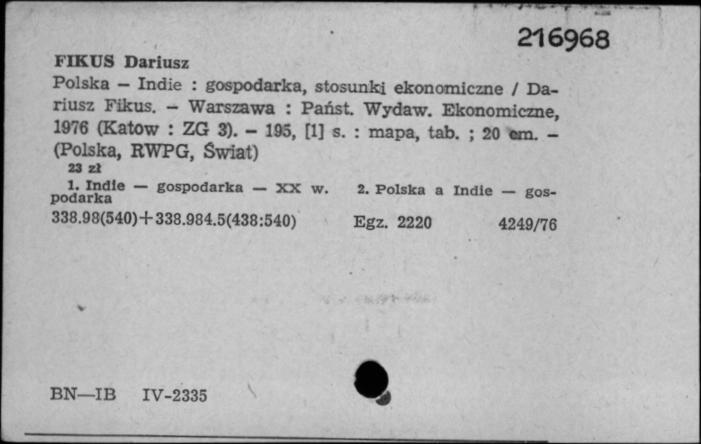 216968
FIKUS Dariusz
Polska — Indie : gospodarka, stosunki ekonomiczne / Da-
riusz Fikus. — Warszawa : Państ. Wydaw. Ekonomiczne,
1976 (Katow : ZG 3). — 195, [1] s. : mapa, tab. ; 20 cm. —
(Polska, RWPG, Świat)
23 zł
1. Indie — gospodarka — XX w. 2. Polska a Indie — gos-
podarka
338.98(540)+338.984.5(438:540) Egz. 2220 4249/76
BN—IB IV-2335